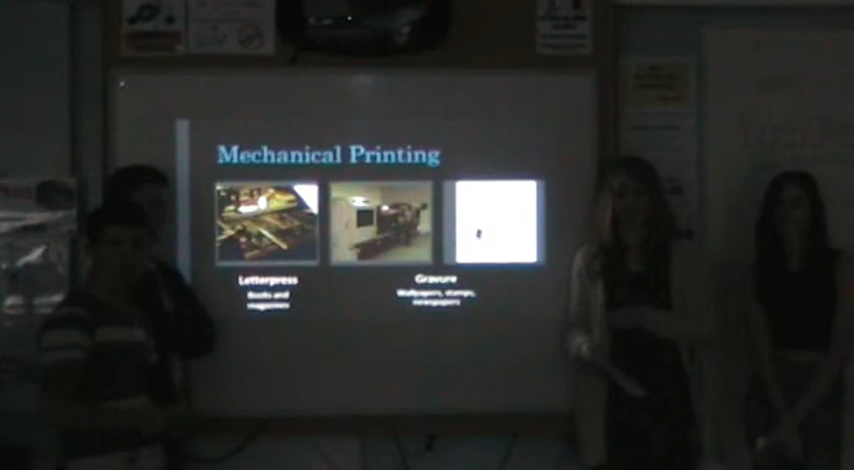 Mechanical Printing
Letterpress
Books and
magazines
Gravure
Wallpapers, stamps,
newspapers